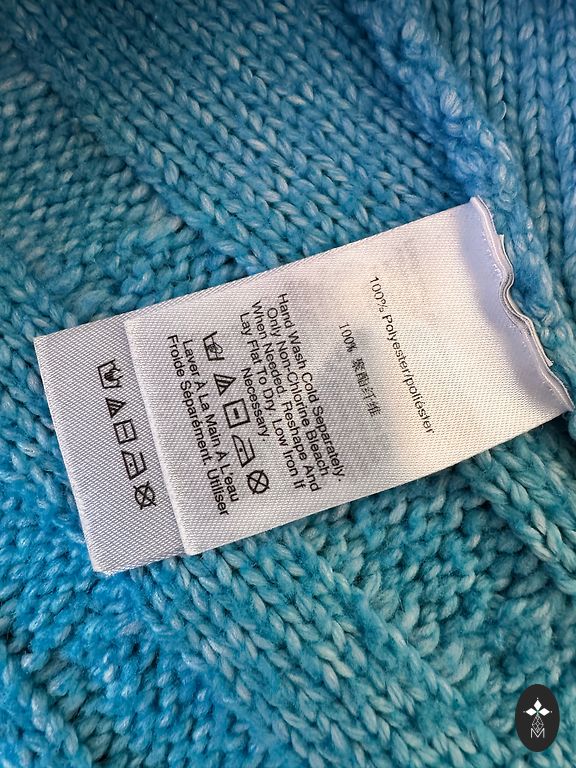 100% Polyester/poliéster
100% 聚酯纤维
Hand Wash Cold Separately.
Only Non-Chlorine Bleach
When Needed. Reshape And
Lay Flat To Dry. Low Iron If
Necessary
Laver À La Main À L'eau
Froide Séparément. Utiliser